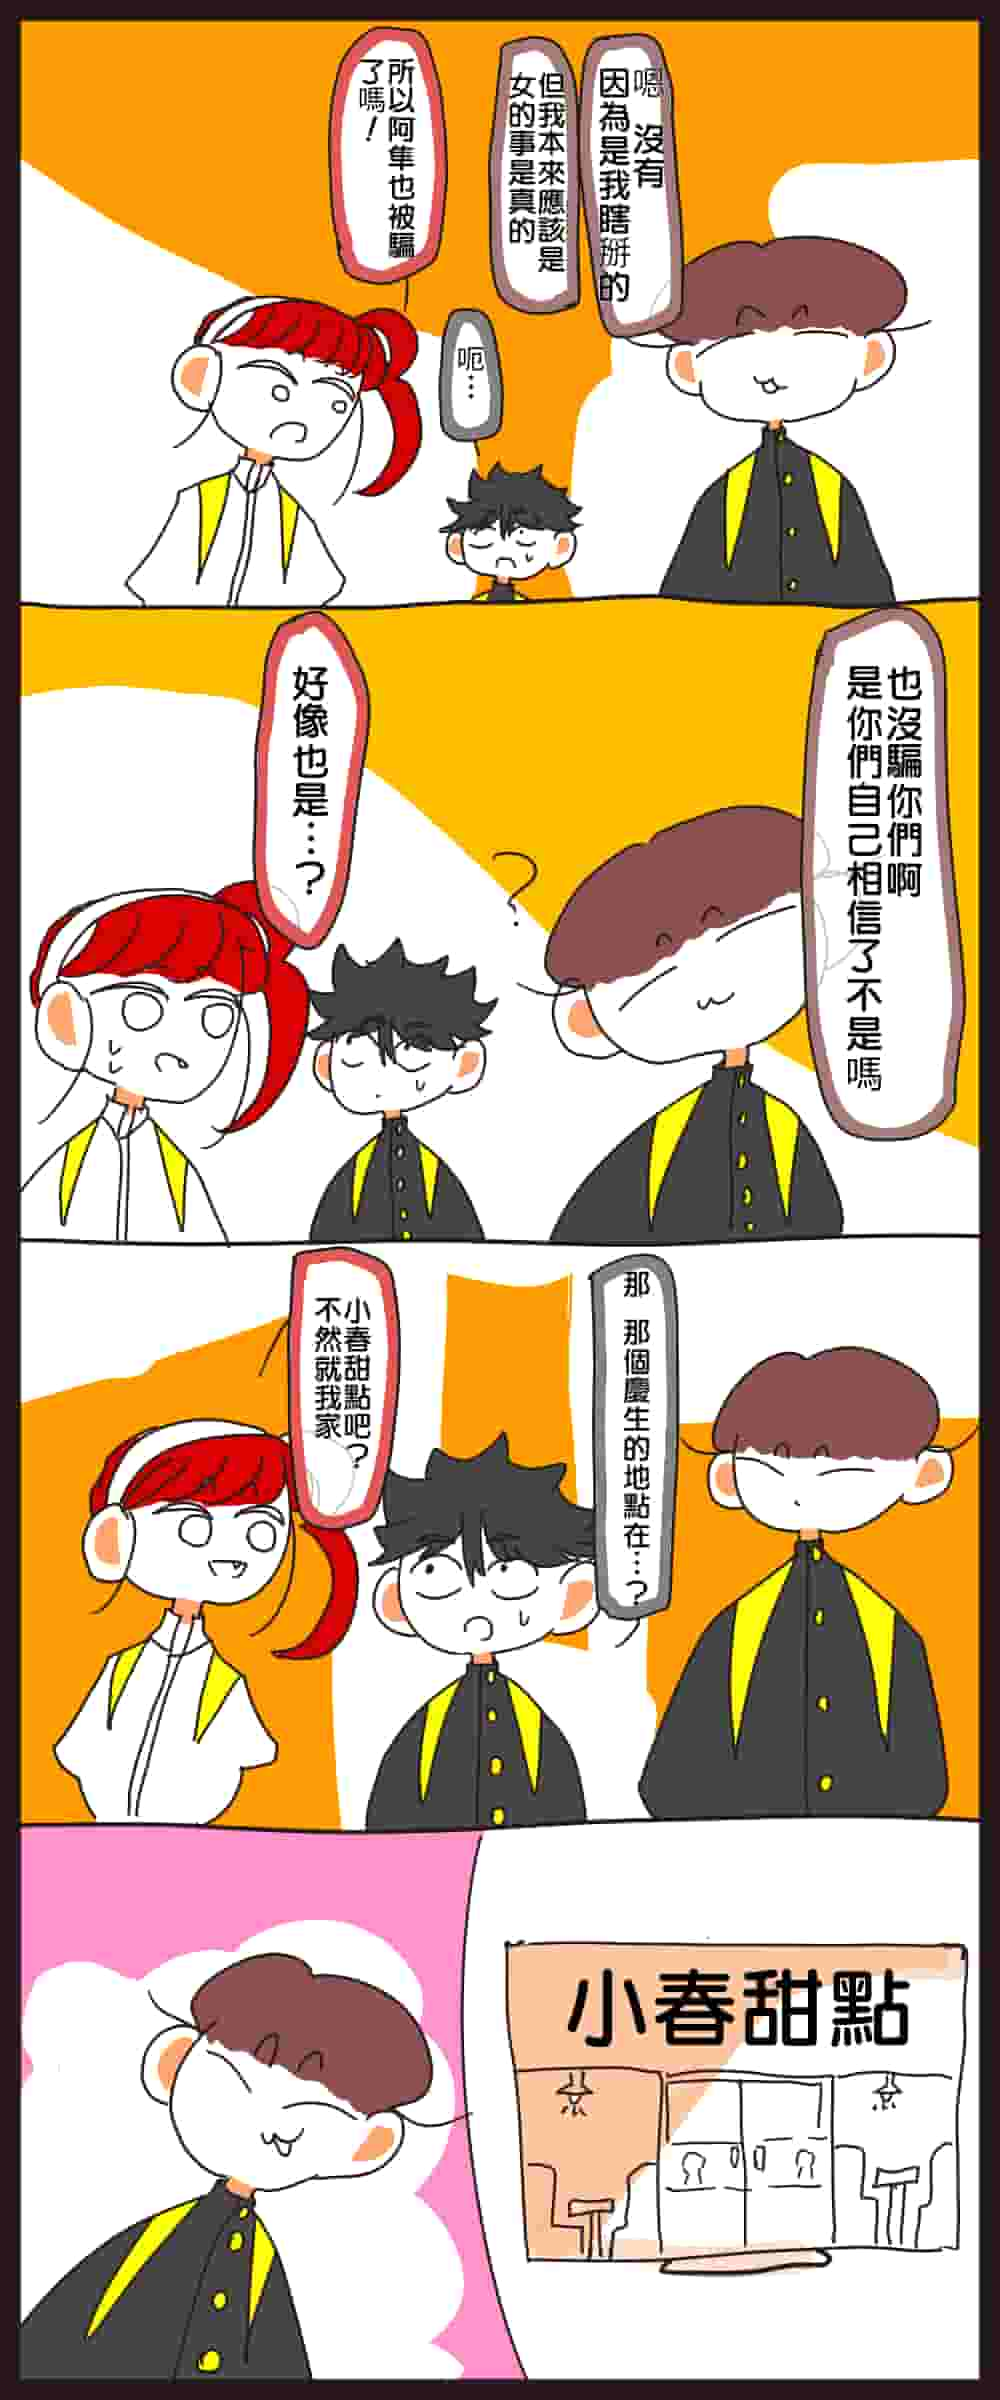 嗯 沒有
因為是我瞎掰的
但我本來應該是
女的事是真的
所以阿隼也被騙
了嗎！
呃…
也沒騙你們啊
是你們自己相信了不是嗎
好像也是…？
?
那 那個慶生的地點在…？
小春甜點吧？
不然就我家
小春甜點